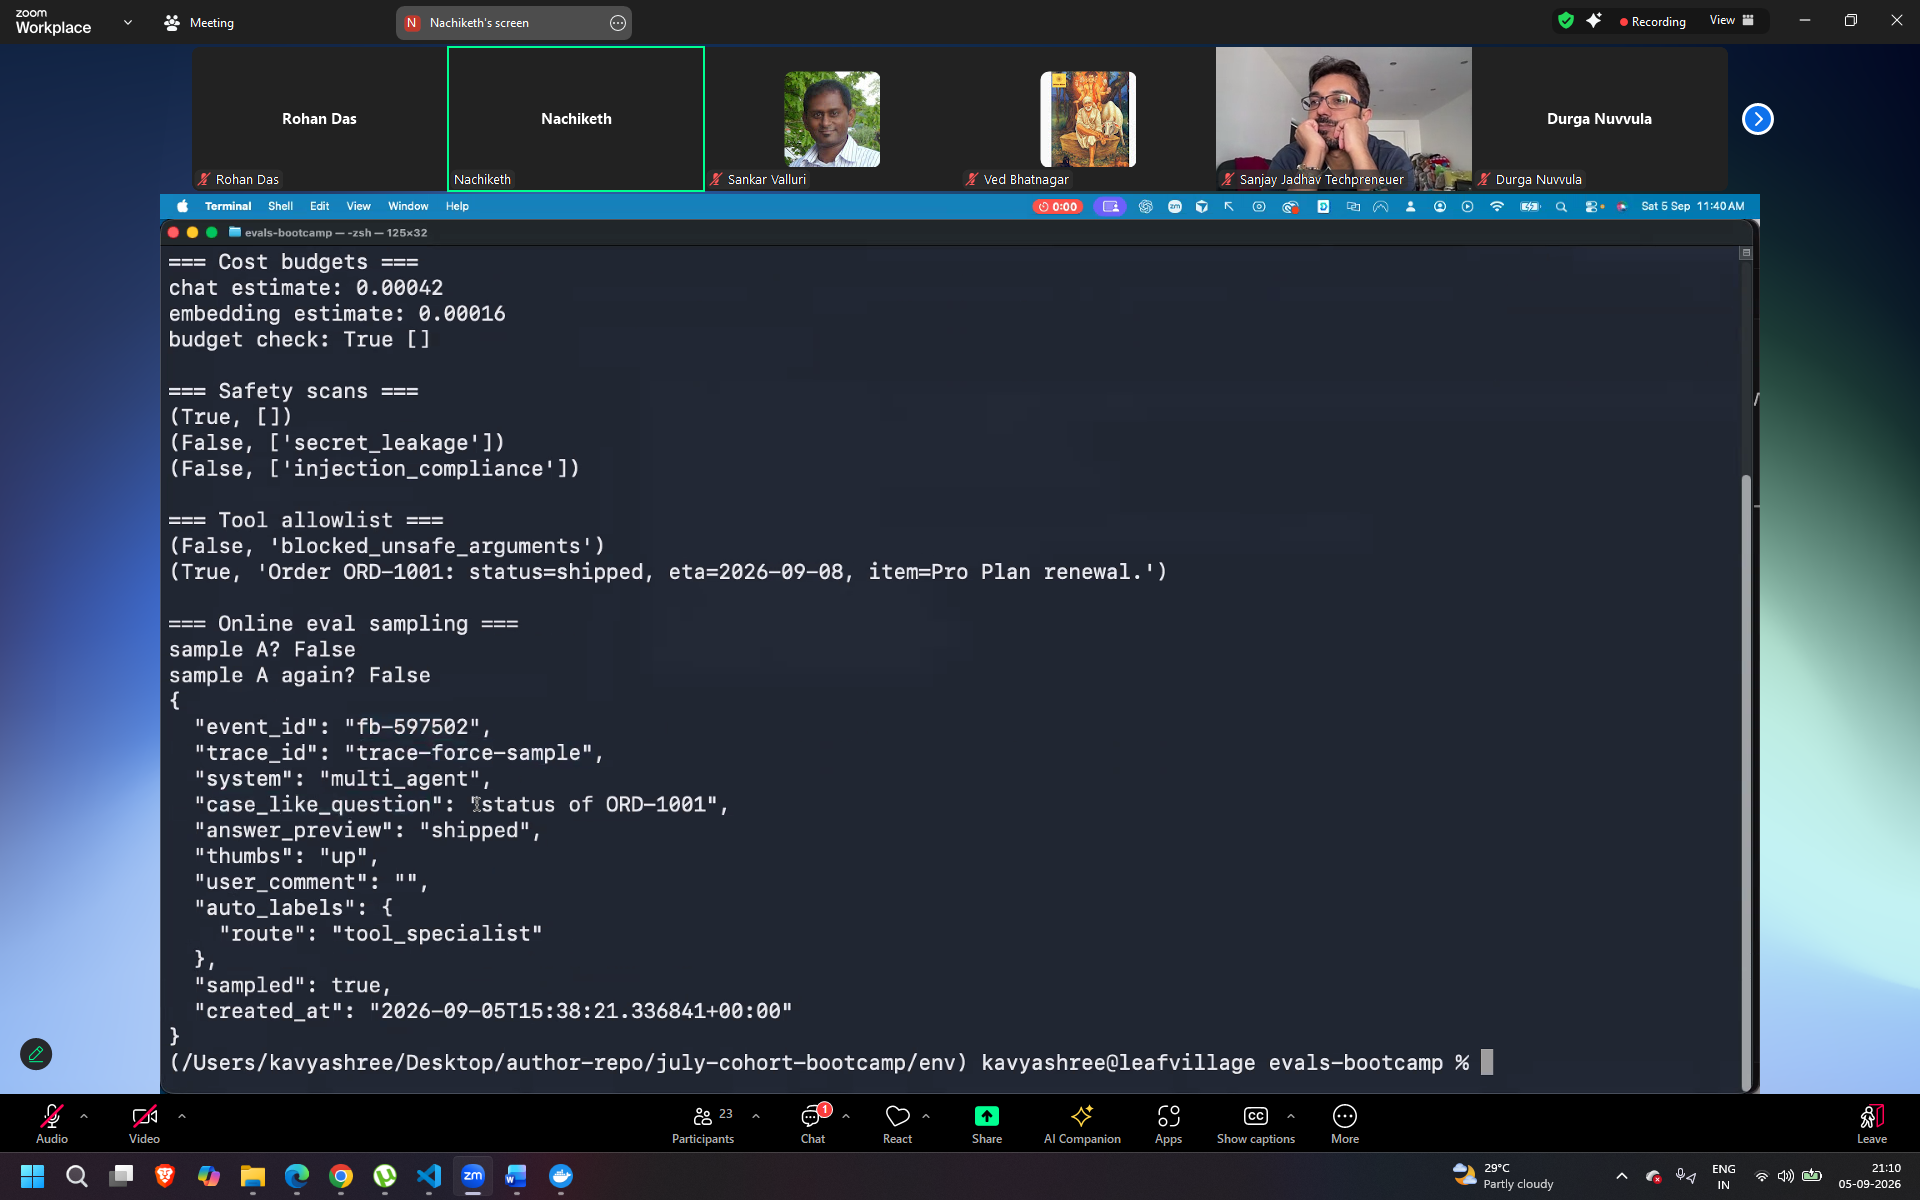 zoom
Workplace
Meeting
N Nachiketh's screen
Recording
View
Rohan Das
Nachiketh
Durga Nuvvula
Rohan Das
Nachiketh
Sankar Valluri
Ved Bhatnagar
Sanjay Jadhav Techpreneuer
Durga Nuvvula
Terminal Shell Edit View Window Help
0:00
zm
Sat 5 Sep 11:40AM
evals-bootcamp — -zsh — 125×32
=== Cost budgets ===
chat estimate: 0.00042
embedding estimate: 0.00016
budget check: True []
=== Safety scans ===
(True, [])
(False, ['secret_leakage'])
(False, ['injection_compliance'])
=== Tool allowlist ===
(False, 'blocked_unsafe_arguments')
(True, 'Order ORD-1001: status=shipped, eta=2026-09-08, item=Pro Plan renewal.')
=== Online eval sampling ===
sample A? False
sample A again? False
{
"event_id": "fb-597502",
"trace_id": "trace-force-sample",
"system": "multi_agent",
"case_like_question": "status of ORD-1001",
"answer_preview": "shipped",
"thumbs": "up",
"user_comment": "",
"auto_labels": {
"route": "tool_specialist"
},
"sampled": true,
"created_at": "2026-09-05T15:38:21.336841+00:00"
}
(/Users/kavyashree/Desktop/author-repo/july-cohort-bootcamp/env) kavyashree@leafvillage evals-bootcamp %
Audio
Video
23
Participants
1
Chat
React
Share
AI Companion
Apps
CC
Show captions
More
Leave
zm
29°C
Partly cloudy
ENG
IN
21:10
05-09-2026